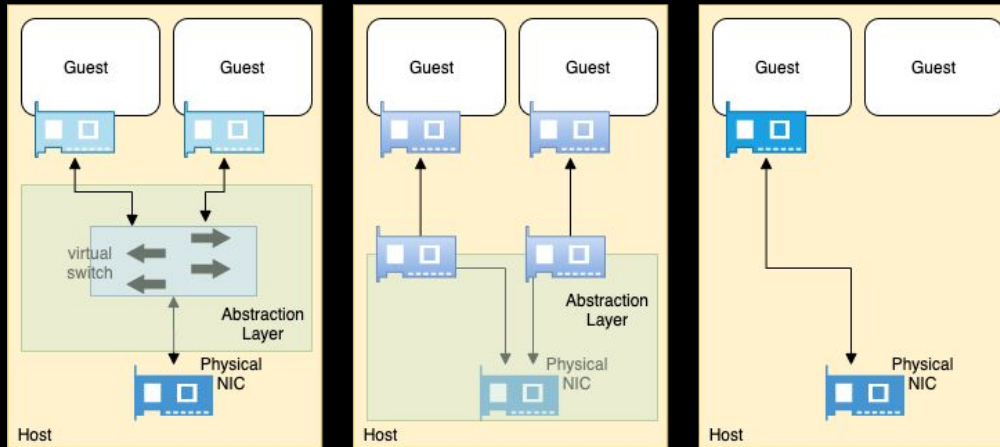 Guest
Guest
virtual
switch
Abstraction
Layer
Physical
NIC
Host
Guest
Guest
Abstraction
Layer
Physical
NIC
Host
Guest
Guest
Physical
NIC
Host